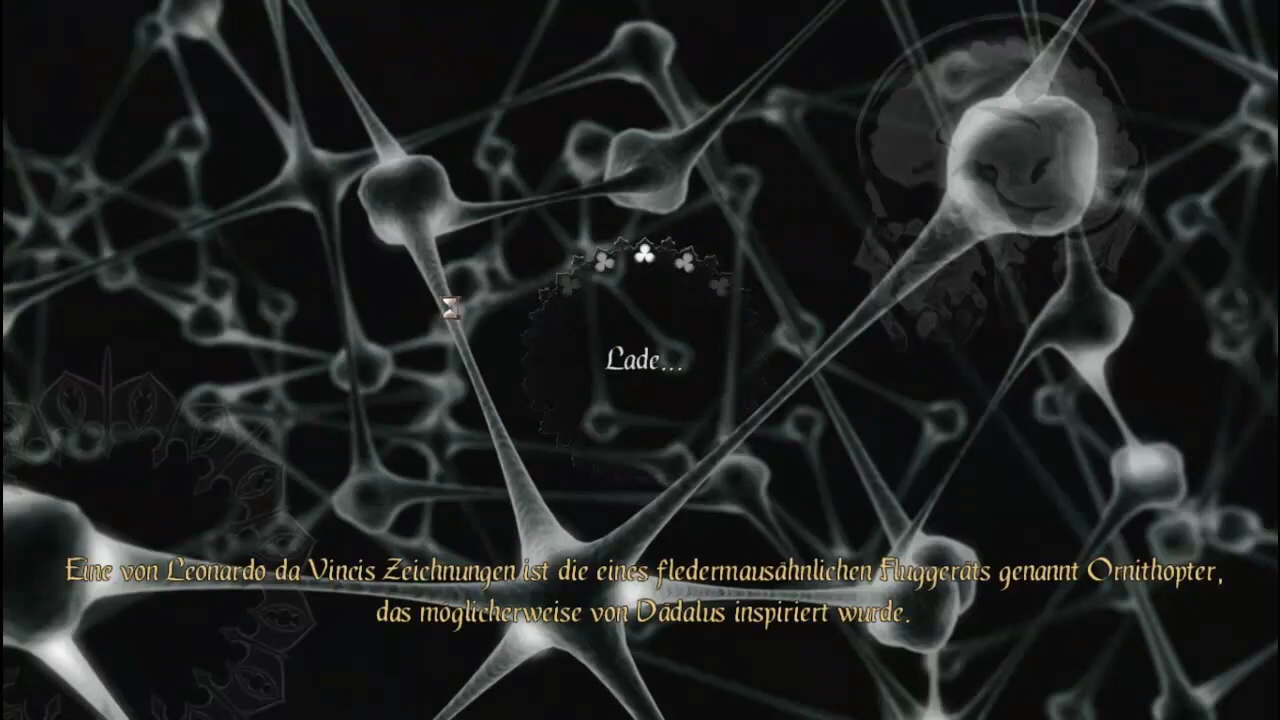 Lade...
Eine von Leonardo da Vincis Zeichnungen ist die eines fledermausähnlichen Fluggeräts genannt Ornithopter,
das möglicherweise von Dädalus inspiriert wurde.